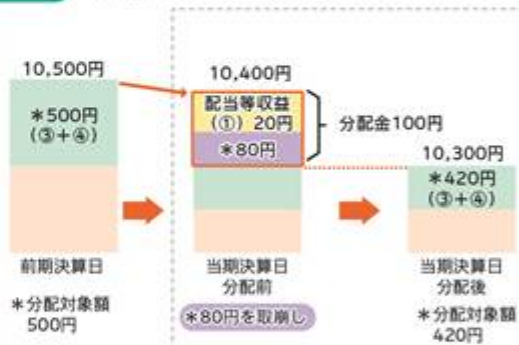 10,500円
*500円
(③+④)
前期決算日
*分配対象額
500円
10,400円
配当等収益
(①) 20円
*80円
分配金100円
当期決算日
分配前
*80円を取崩し
10,300円
*420円
(③+④)
当期決算日
分配後
*分配対象額
420円